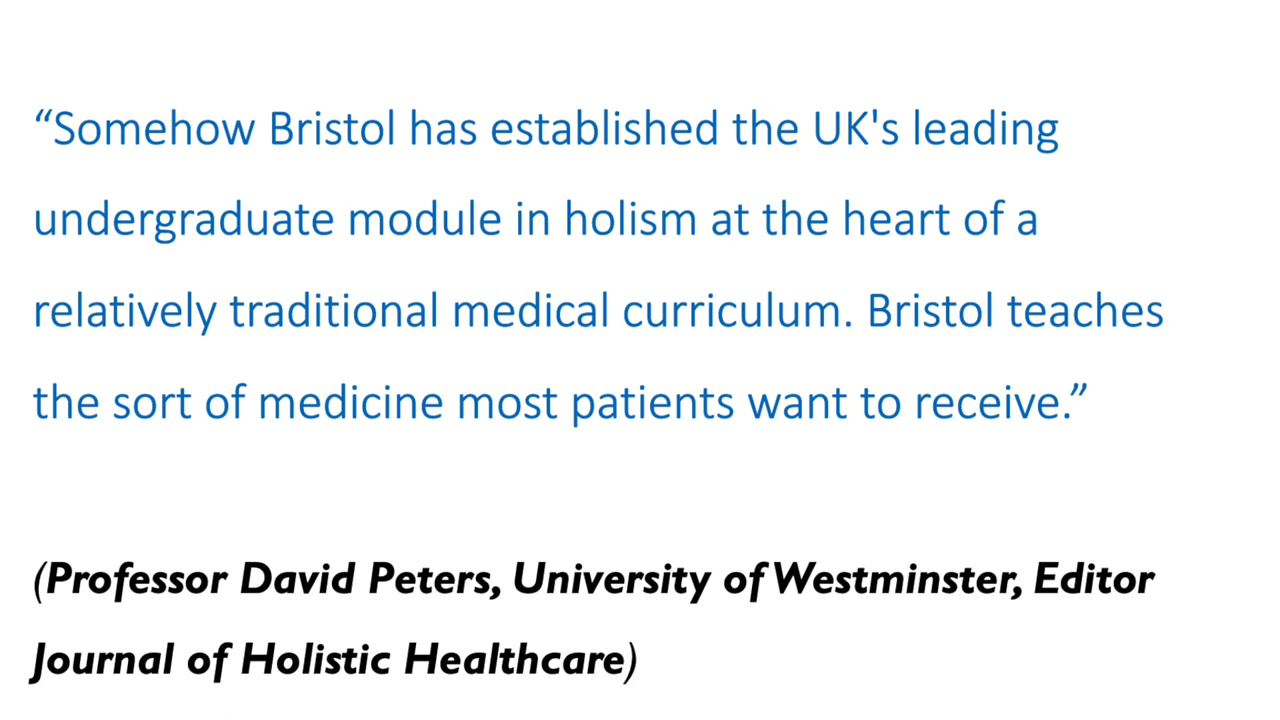 “Somehow Bristol has established the UK's leading
undergraduate module in holism at the heart of a
relatively traditional medical curriculum. Bristol teaches
the sort of medicine most patients want to receive.”
(Professor David Peters, University of Westminster, Editor
Journal of Holistic Healthcare)